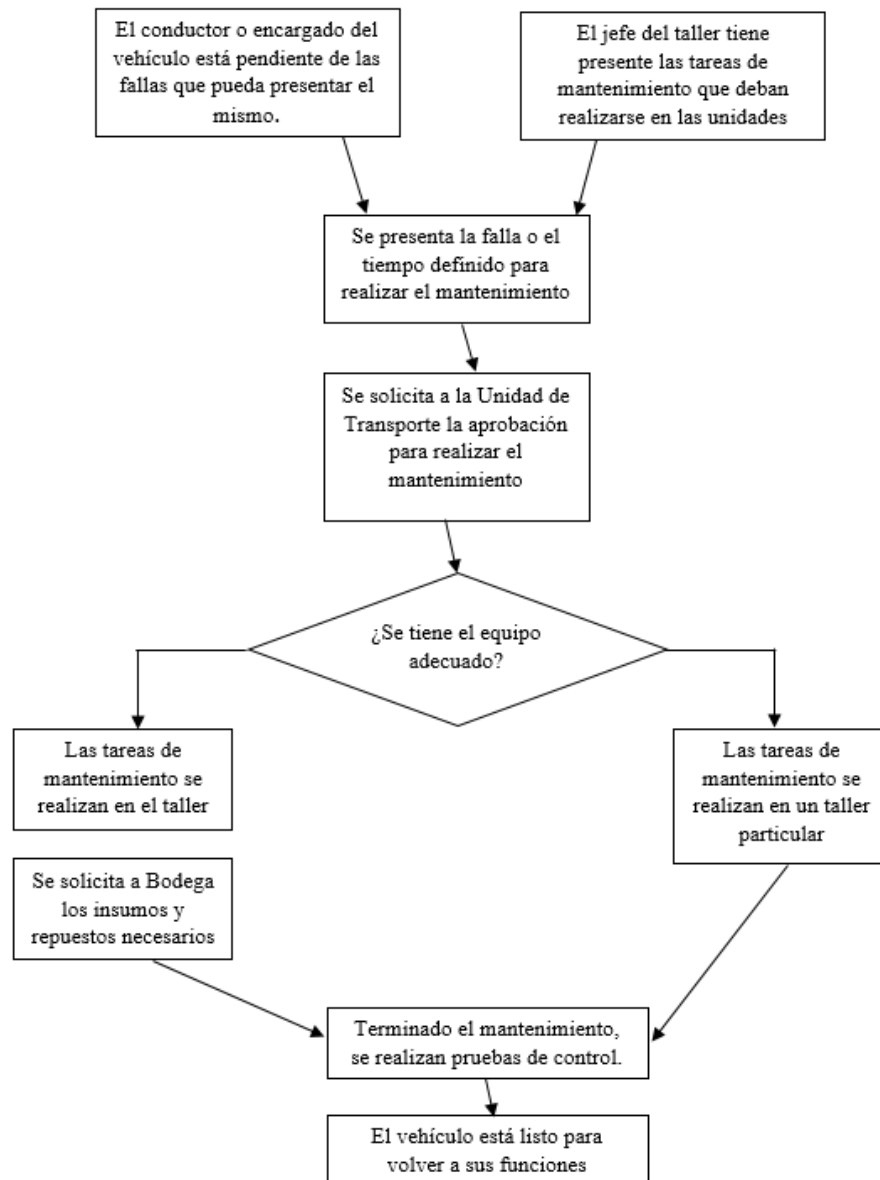 El conductor o encargado del
vehículo está pendiente de las
fallas que pueda presentar el
mismo.
El jefe del taller tiene
presente las tareas de
mantenimiento que deban
realizarse en las unidades
Se presenta la falla o el
tiempo definido para
realizar el mantenimiento
Se solicita a la Unidad de
Transporte la aprobación
para realizar el
mantenimiento
¿Se tiene el equipo
adecuado?
Las tareas de
mantenimiento se
realizan en el taller
Las tareas de
mantenimiento se
realizan en un taller
particular
Se solicita a Bodega
los insumos y
repuestos necesarios
Terminado el mantenimiento,
se realizan pruebas de control.
El vehículo está listo para
volver a sus funciones